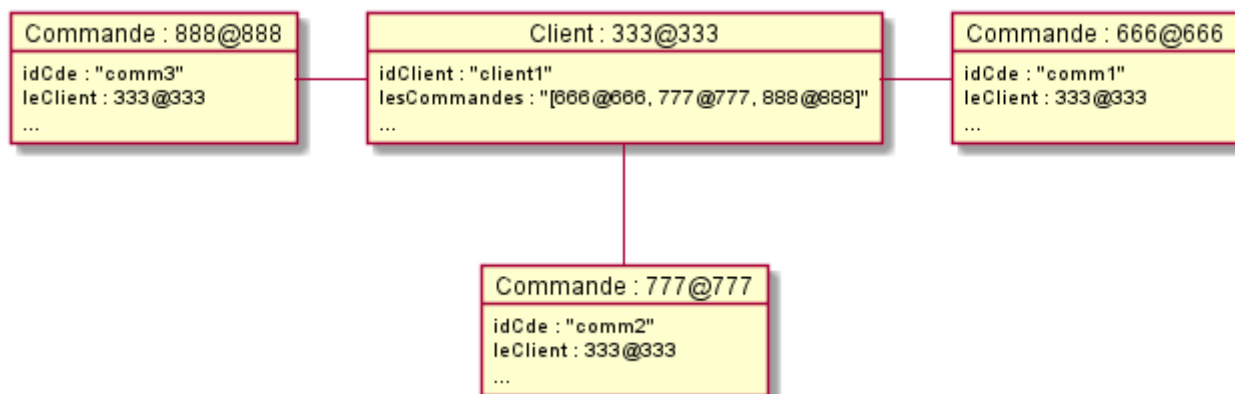 Commande : 888@888
idCde : "comm3"
leClient : 333@333
...
Client : 333@333
idClient : "client1"
lesCommandes : "[666@666, 777@777, 888@888]"
...
Commande : 666@666
idCde : "comm1"
leClient : 333@333
...
Commande : 777@777
idCde : "comm2"
leClient : 333@333
...